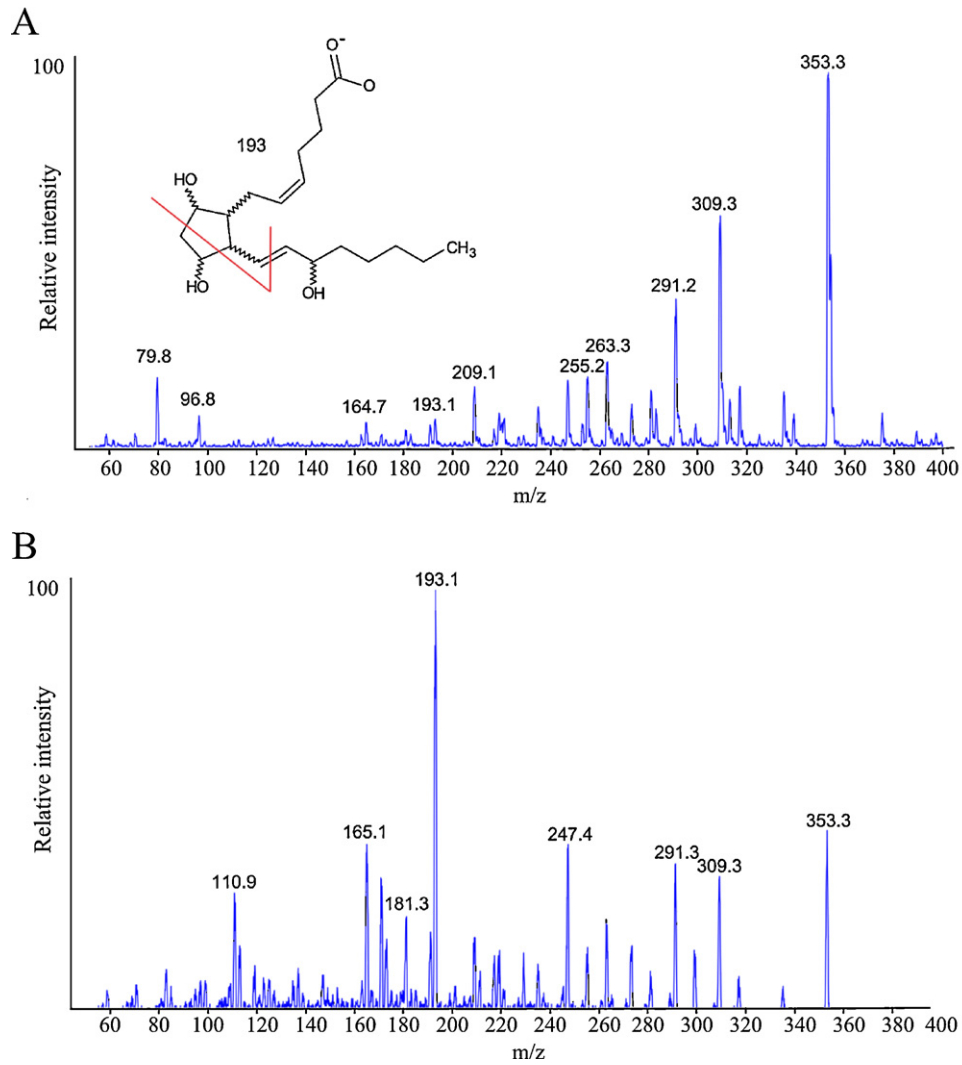 A
100
Relative intensity
O-
O
193
HO
HO
OH
CH3
353.3
309.3
291.2
263.3
255.2
209.1
193.1
164.7
96.8
79.8
60 80 100 120 140 160 180 200 220 240 260 280 300 320 340 360 380 400
m/z
B
100
Relative intensity
193.1
165.1
110.9
181.3
247.4
291.3
309.3
353.3
60 80 100 120 140 160 180 200 220 240 260 280 300 320 340 360 380 400
m/z